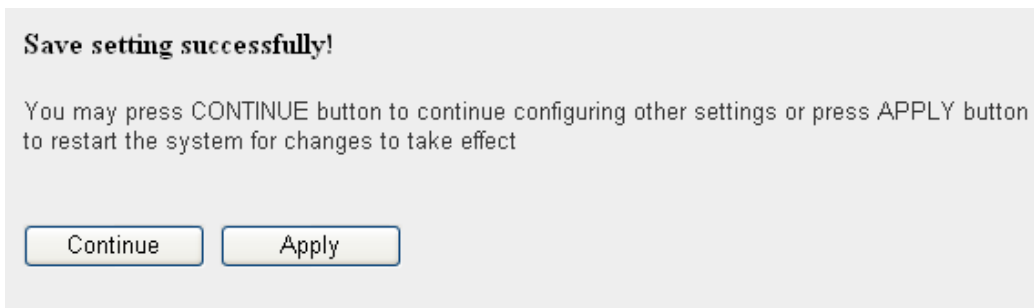 Save setting successfully!
You may press CONTINUE button to continue configuring other settings or press APPLY button
to restart the system for changes to take effect
Continue
Apply